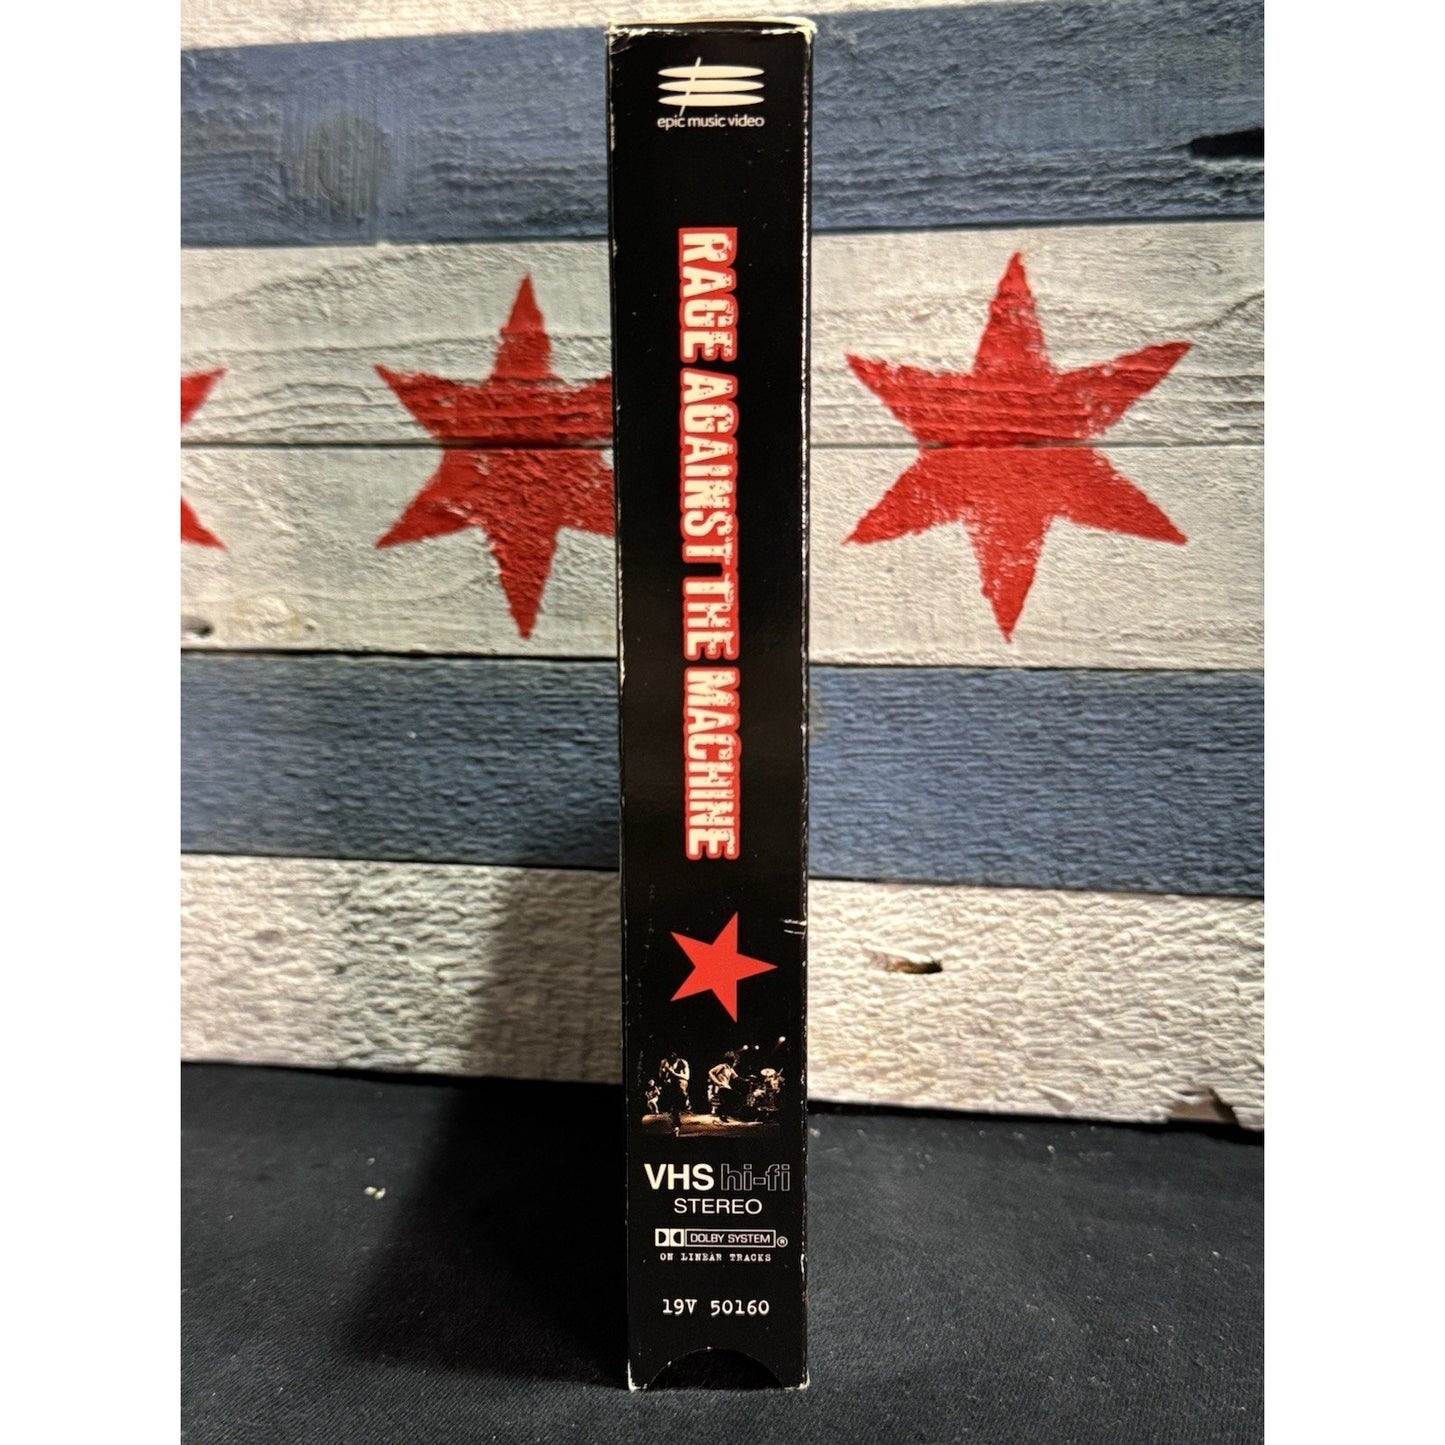 epic music video
RAGE AGAINST THE MACHINE
VHS hi-fi
STEREO
DOLBY SYSTEM ®
ON LINEAR TRACKS
19V 50160